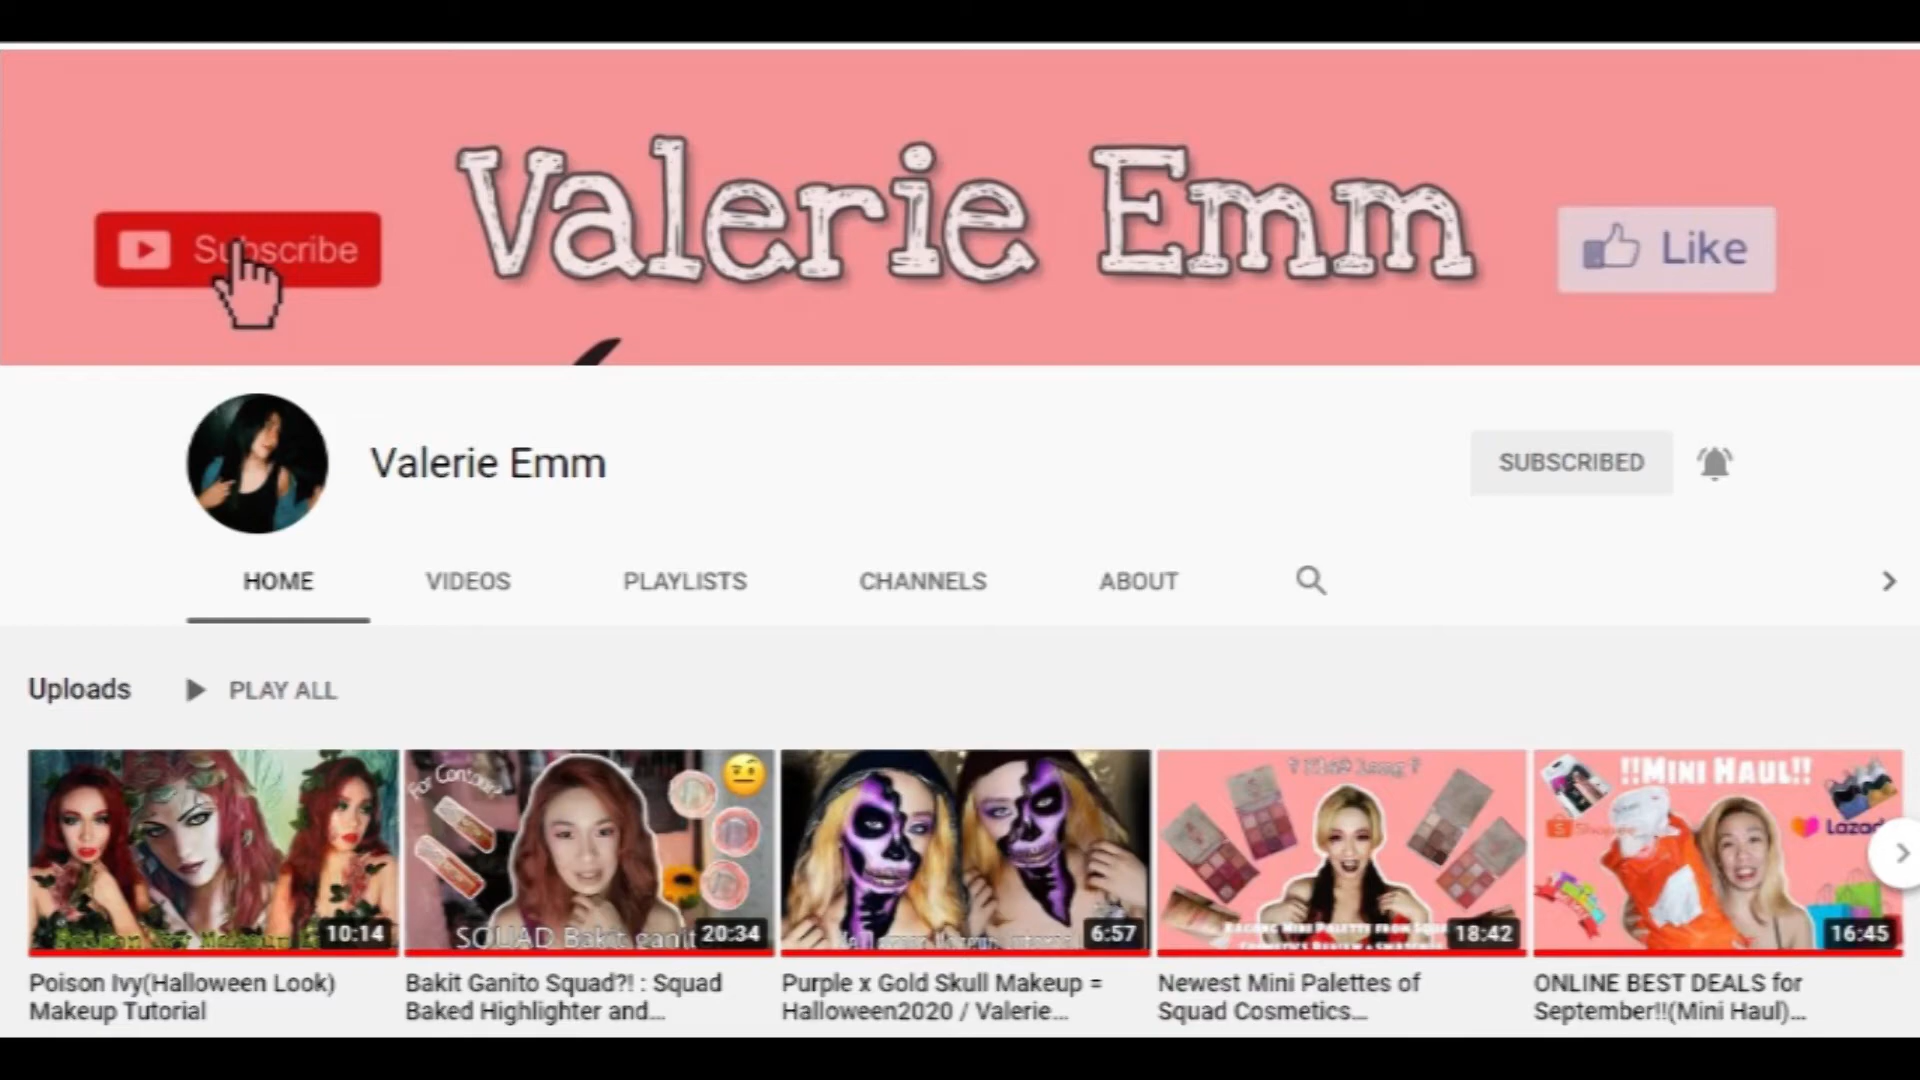 Valerie Emm
Subscribe
Like
Valerie Emm
SUBSCRIBED
HOME VIDEOS PLAYLISTS CHANNELS ABOUT
Uploads PLAY ALL
For Contour?
SQUAD Bakit ganito
!!MINI HAUL!!
Shopee
Lazad
10:14
20:34
6:57
18:42
16:45
Poison Ivy(Halloween Look)
Makeup Tutorial
Bakit Ganito Squad?! : Squad
Baked Highlighter and...
Purple x Gold Skull Makeup =
Halloween2020 / Valerie...
Newest Mini Palettes of
Squad Cosmetics...
ONLINE BEST DEALS for
September!!(Mini Haul)...